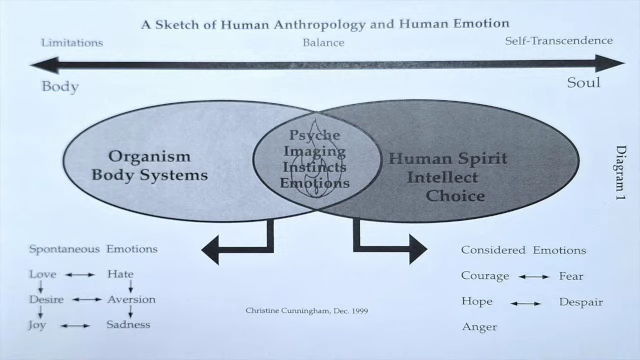 A Sketch of Human Anthropology and Human Emotion
Limitations Balance Self-Transcendence
Body Soul
Organism
Body Systems
Psyche
Imaging
Instincts
Emotions
Human Spirit
Intellect
Choice
Diagram 1
Spontaneous Emotions
Love Hate
Desire Aversion
Joy Sadness
Christine Cunningham, Dec. 1999
Considered Emotions
Courage Fear
Hope Despair
Anger